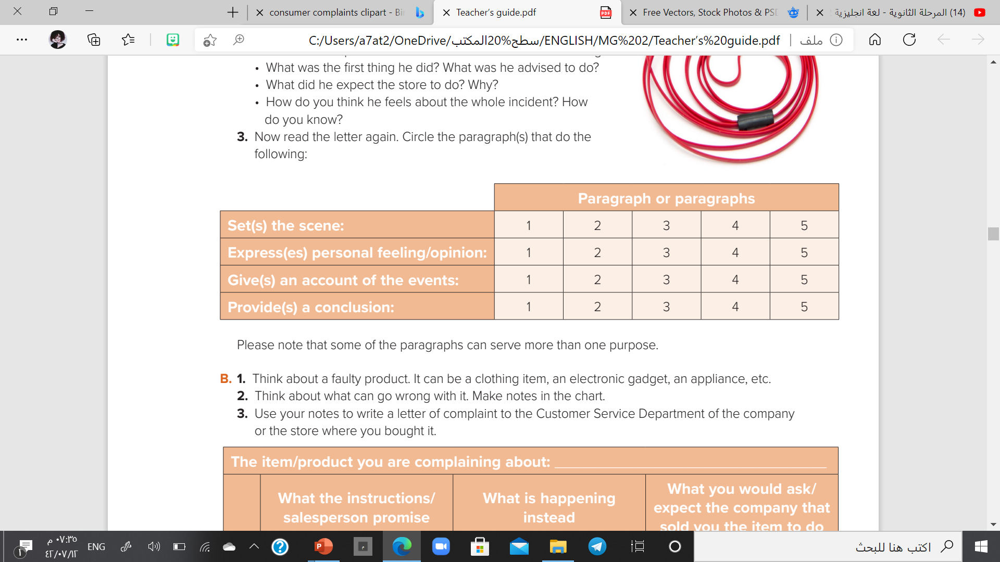 consumer complaints clipart - Bi
Teacher's guide.pdf
Free Vectors, Stock Photos & PSD
(14) المرحلة الثانوية - لغة انجليزية
C:/Users/a7at2/OneDrive/سطح%20المكتب/ENGLISH/MG%202/Teacher's%20guide.pdf | ملف
• What was the first thing he did? What was he advised to do?
• What did he expect the store to do? Why?
• How do you think he feels about the whole incident? How
do you know?
3. Now read the letter again. Circle the paragraph(s) that do the
following:
Paragraph or paragraphs
Set(s) the scene: 1 2 3 4 5
Express(es) personal feeling/opinion: 1 2 3 4 5
Give(s) an account of the events: 1 2 3 4 5
Provide(s) a conclusion: 1 2 3 4 5
Please note that some of the paragraphs can serve more than one purpose.
B. 1. Think about a faulty product. It can be a clothing item, an electronic gadget, an appliance, etc.
2. Think about what can go wrong with it. Make notes in the chart.
3. Use your notes to write a letter of complaint to the Customer Service Department of the company
or the store where you bought it.
The item/product you are complaining about:
What the instructions/
salesperson promise
What is happening
instead
What you would ask/
expect the company that
sold you the item to do
٠٧:٣٥ م
٤٢/٠٧/١٢
ENG
اكتب هنا للبحث